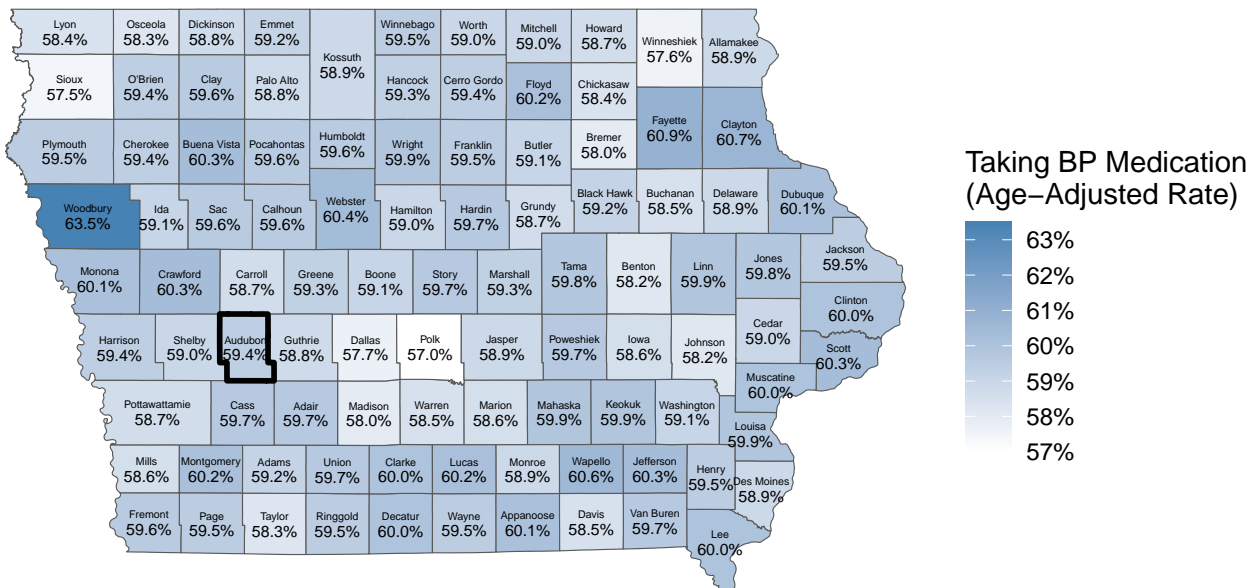 Lyon
58.4%
Osceola
58.3%
Dickinson
58.8%
Emmet
59.2%
Kossuth
58.9%
Winnebago
59.5%
Worth
59.0%
Mitchell
59.0%
Howard
58.7%
Winneshiek
57.6%
Allamakee
58.9%
Sioux
57.5%
O'Brien
59.4%
Clay
59.6%
Palo Alto
58.8%
Hancock
59.3%
Cerro Gordo
59.4%
Floyd
60.2%
Chickasaw
58.4%
Fayette
60.9%
Clayton
60.7%
Plymouth
59.5%
Cherokee
59.4%
Buena Vista
60.3%
Pocahontas
59.6%
Humboldt
59.6%
Wright
59.9%
Franklin
59.5%
Butler
59.1%
Bremer
58.0%
Woodbury
63.5%
Ida
59.1%
Sac
59.6%
Calhoun
59.6%
Webster
60.4%
Hamilton
59.0%
Hardin
59.7%
Grundy
58.7%
Black Hawk
59.2%
Buchanan
58.5%
Delaware
58.9%
Dubuque
60.1%
Monona
60.1%
Crawford
60.3%
Carroll
58.7%
Greene
59.3%
Boone
59.1%
Story
59.7%
Marshall
59.3%
Tama
59.8%
Benton
58.2%
Linn
59.9%
Jones
59.8%
Jackson
59.5%
Clinton
60.0%
Harrison
59.4%
Shelby
59.0%
Audubon
59.4%
Guthrie
58.8%
Dallas
57.7%
Polk
57.0%
Jasper
58.9%
Poweshiek
59.7%
Iowa
58.6%
Johnson
58.2%
Cedar
59.0%
Scott
60.3%
Muscatine
60.0%
Pottawattamie
58.7%
Cass
59.7%
Adair
59.7%
Madison
58.0%
Warren
58.5%
Marion
58.6%
Mahaska
59.9%
Keokuk
59.9%
Washington
59.1%
Louisa
59.9%
Mills
58.6%
Montgomery
60.2%
Adams
59.2%
Union
59.7%
Clarke
60.0%
Lucas
60.2%
Monroe
58.9%
Wapello
60.6%
Jefferson
60.3%
Henry
59.5%
Des Moines
58.9%
Fremont
59.6%
Page
59.5%
Taylor
58.3%
Ringgold
59.5%
Decatur
60.0%
Wayne
59.5%
Appanoose
60.1%
Davis
58.5%
Van Buren
59.7%
Lee
60.0%
Taking BP Medication
(Age−Adjusted Rate)
63%
62%
61%
60%
59%
58%
57%